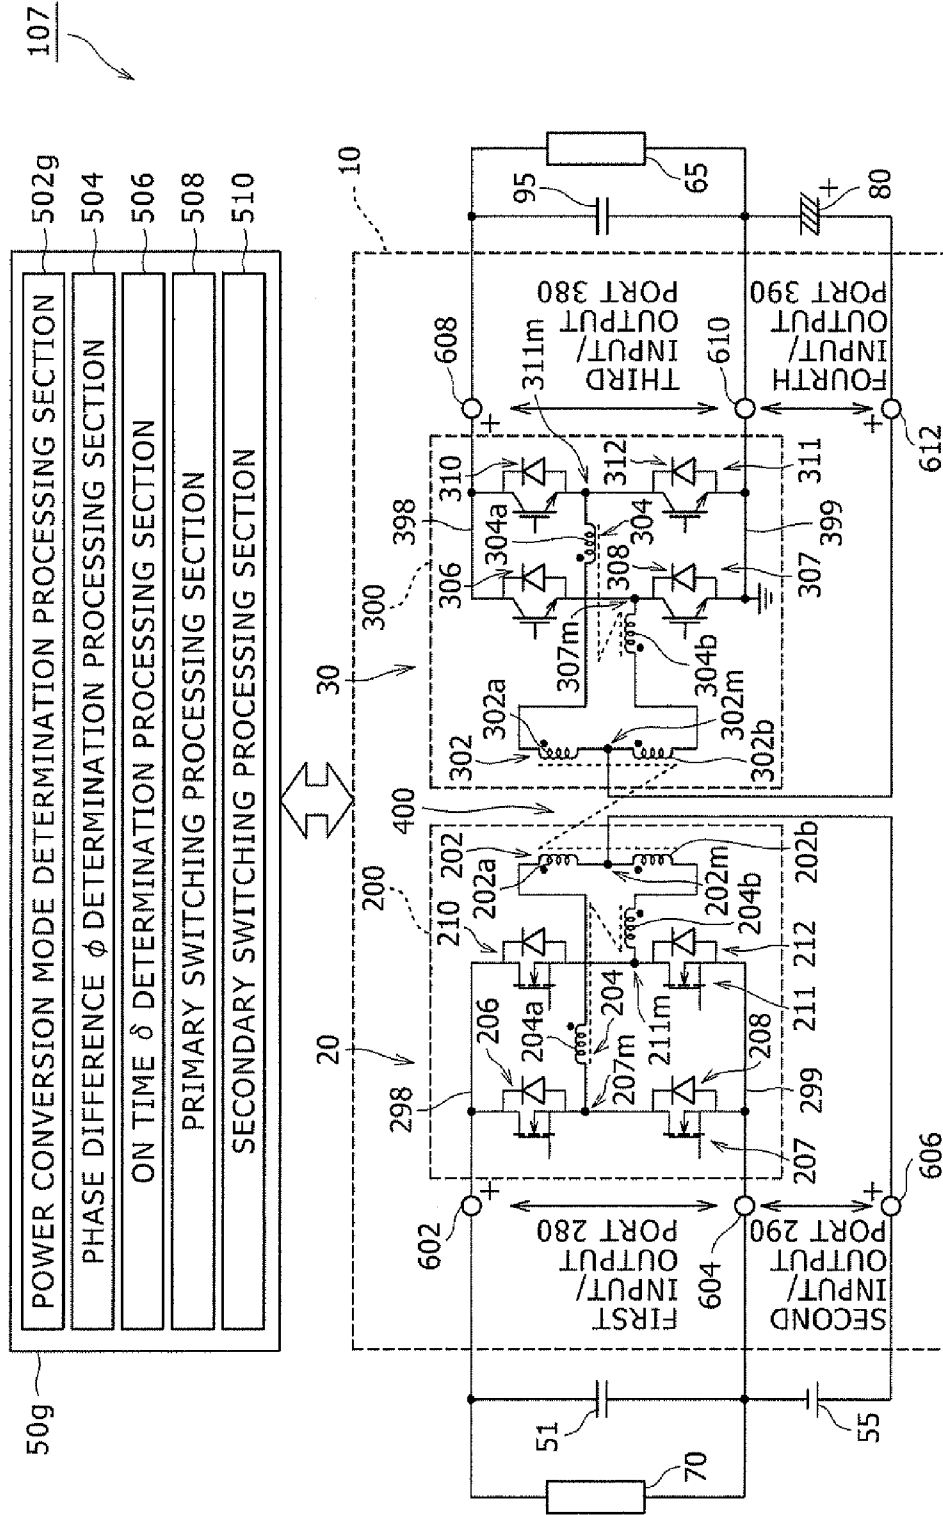 107
50g
POWER CONVERSION MODE DETERMINATION PROCESSING SECTION
502g
PHASE DIFFERENCE ϕ DETERMINATION PROCESSING SECTION
504
ON TIME δ DETERMINATION PROCESSING SECTION
506
PRIMARY SWITCHING PROCESSING SECTION
508
SECONDARY SWITCHING PROCESSING SECTION
510
10
20
200
400
30
300
298
206
210
202
202a
302
302a
306
398
310
95
65
602
+
608
+
51
70
FIRST
INPUT/
OUTPUT
PORT 280
204a
204
207m
211m
204b
202m
202b
302m
302b
304b
307m
308
304a
304
312
311m
THIRD
INPUT/
OUTPUT
PORT 380
604
610
207
208
299
211
212
307
399
311
SECOND
INPUT/
OUTPUT
PORT 290
+
606
55
FOURTH
INPUT/
OUTPUT
PORT 390
+
612
+
80